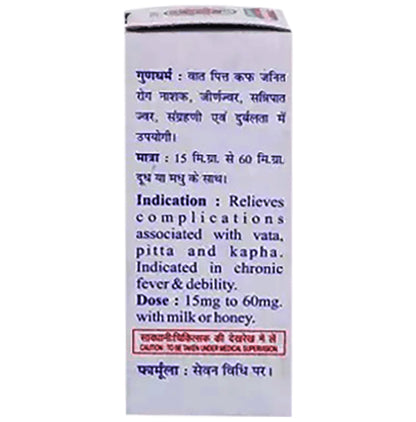 गुणधर्म : वात पित्त कफ जनित
रोग नाशक, जीर्णज्वर, सन्निपात
ज्वर, संग्रहणी एवं दुर्बलता में
उपयोगी।
मात्रा : 15 मि.ग्रा. से 60 मि.ग्रा.
दूध या मधु के साथ।
Indication : Relieves
complications
associated with vata,
pitta and kapha.
Indicated in chronic
fever & debility.
Dose : 15mg to 60mg.
with milk or honey.
सावधानी:चिकित्सक की देखरेख में लें
CAUTION : TO BE TAKEN UNDER MEDICAL SUPERVISION
फार्मूला : सेवन विधि पर।